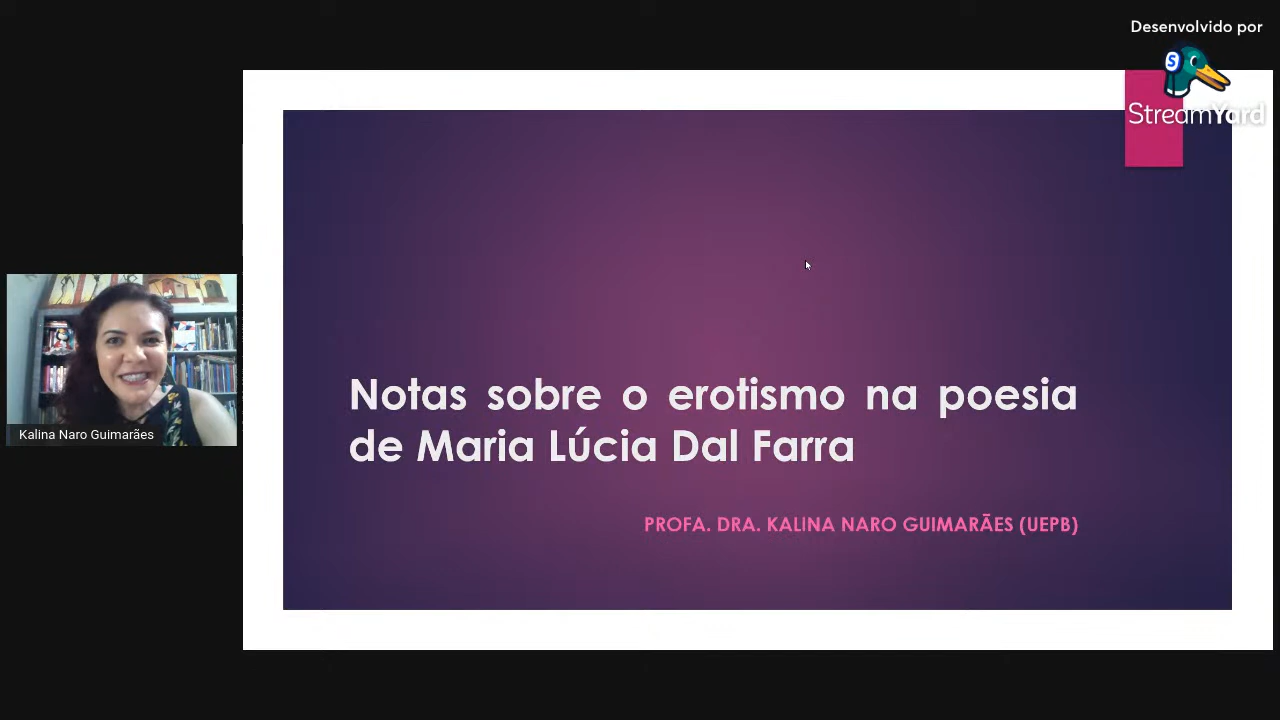 Desenvolvido por
StreamYard
Notas sobre o erotismo na poesia
de Maria Lúcia Dal Farra
PROFA. DRA. KALINA NARO GUIMARÃES (UEPB)
Kalina Naro Guimarães